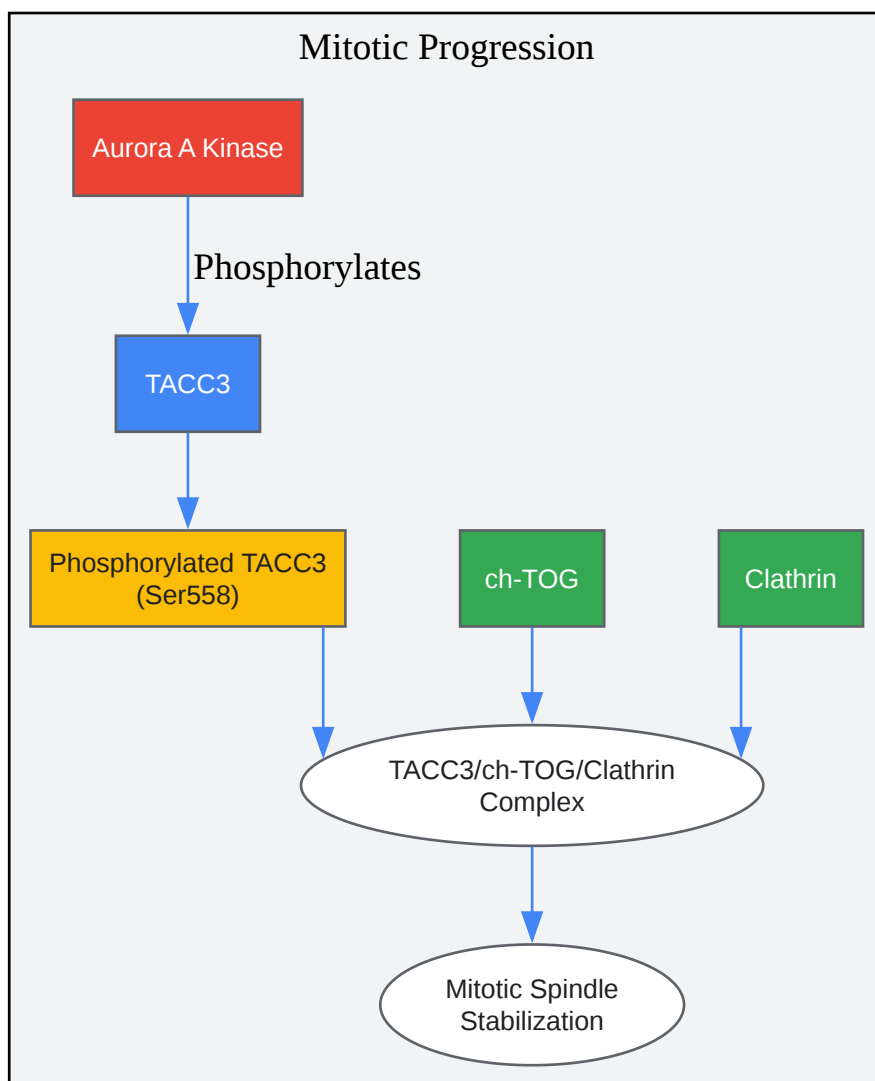 Mitotic Progression
Aurora A Kinase
Phosphorylates
TACC3
Phosphorylated TACC3
(Ser558)
ch-TOG
Clathrin
TACC3/ch-TOG/Clathrin
Complex
Mitotic Spindle
Stabilization